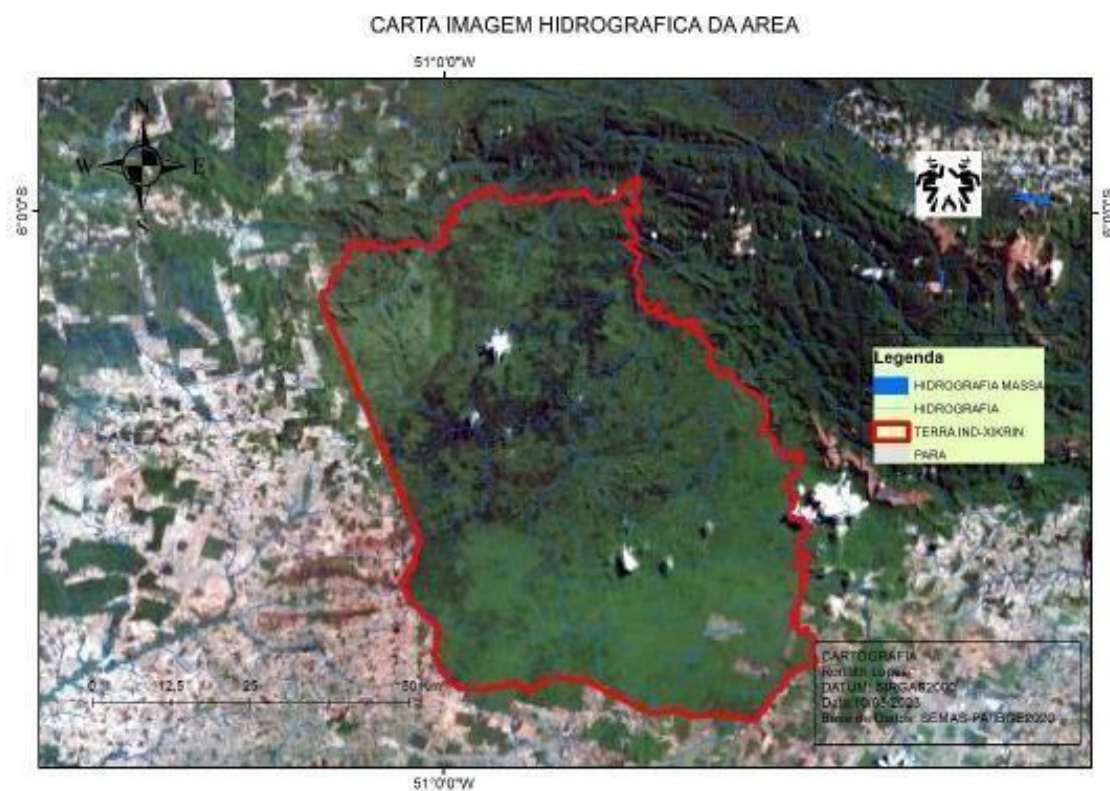 CARTA IMAGEM HIDROGRAFICA DA AREA
51°0'0"W
N
W E
S
6°0'0"S
6°0'0"S
Legenda
HIDROGRAFIA MASSA
HIDROGRAFIA
TERRA IND-XIKRIN
PARA
0 12,5 25 50 Km
CARTOGRAFIA
Lopes
DATUM: SIRGAS2000
Base de Dados: SEMAS-PA IBGE2020
51°0'0"W